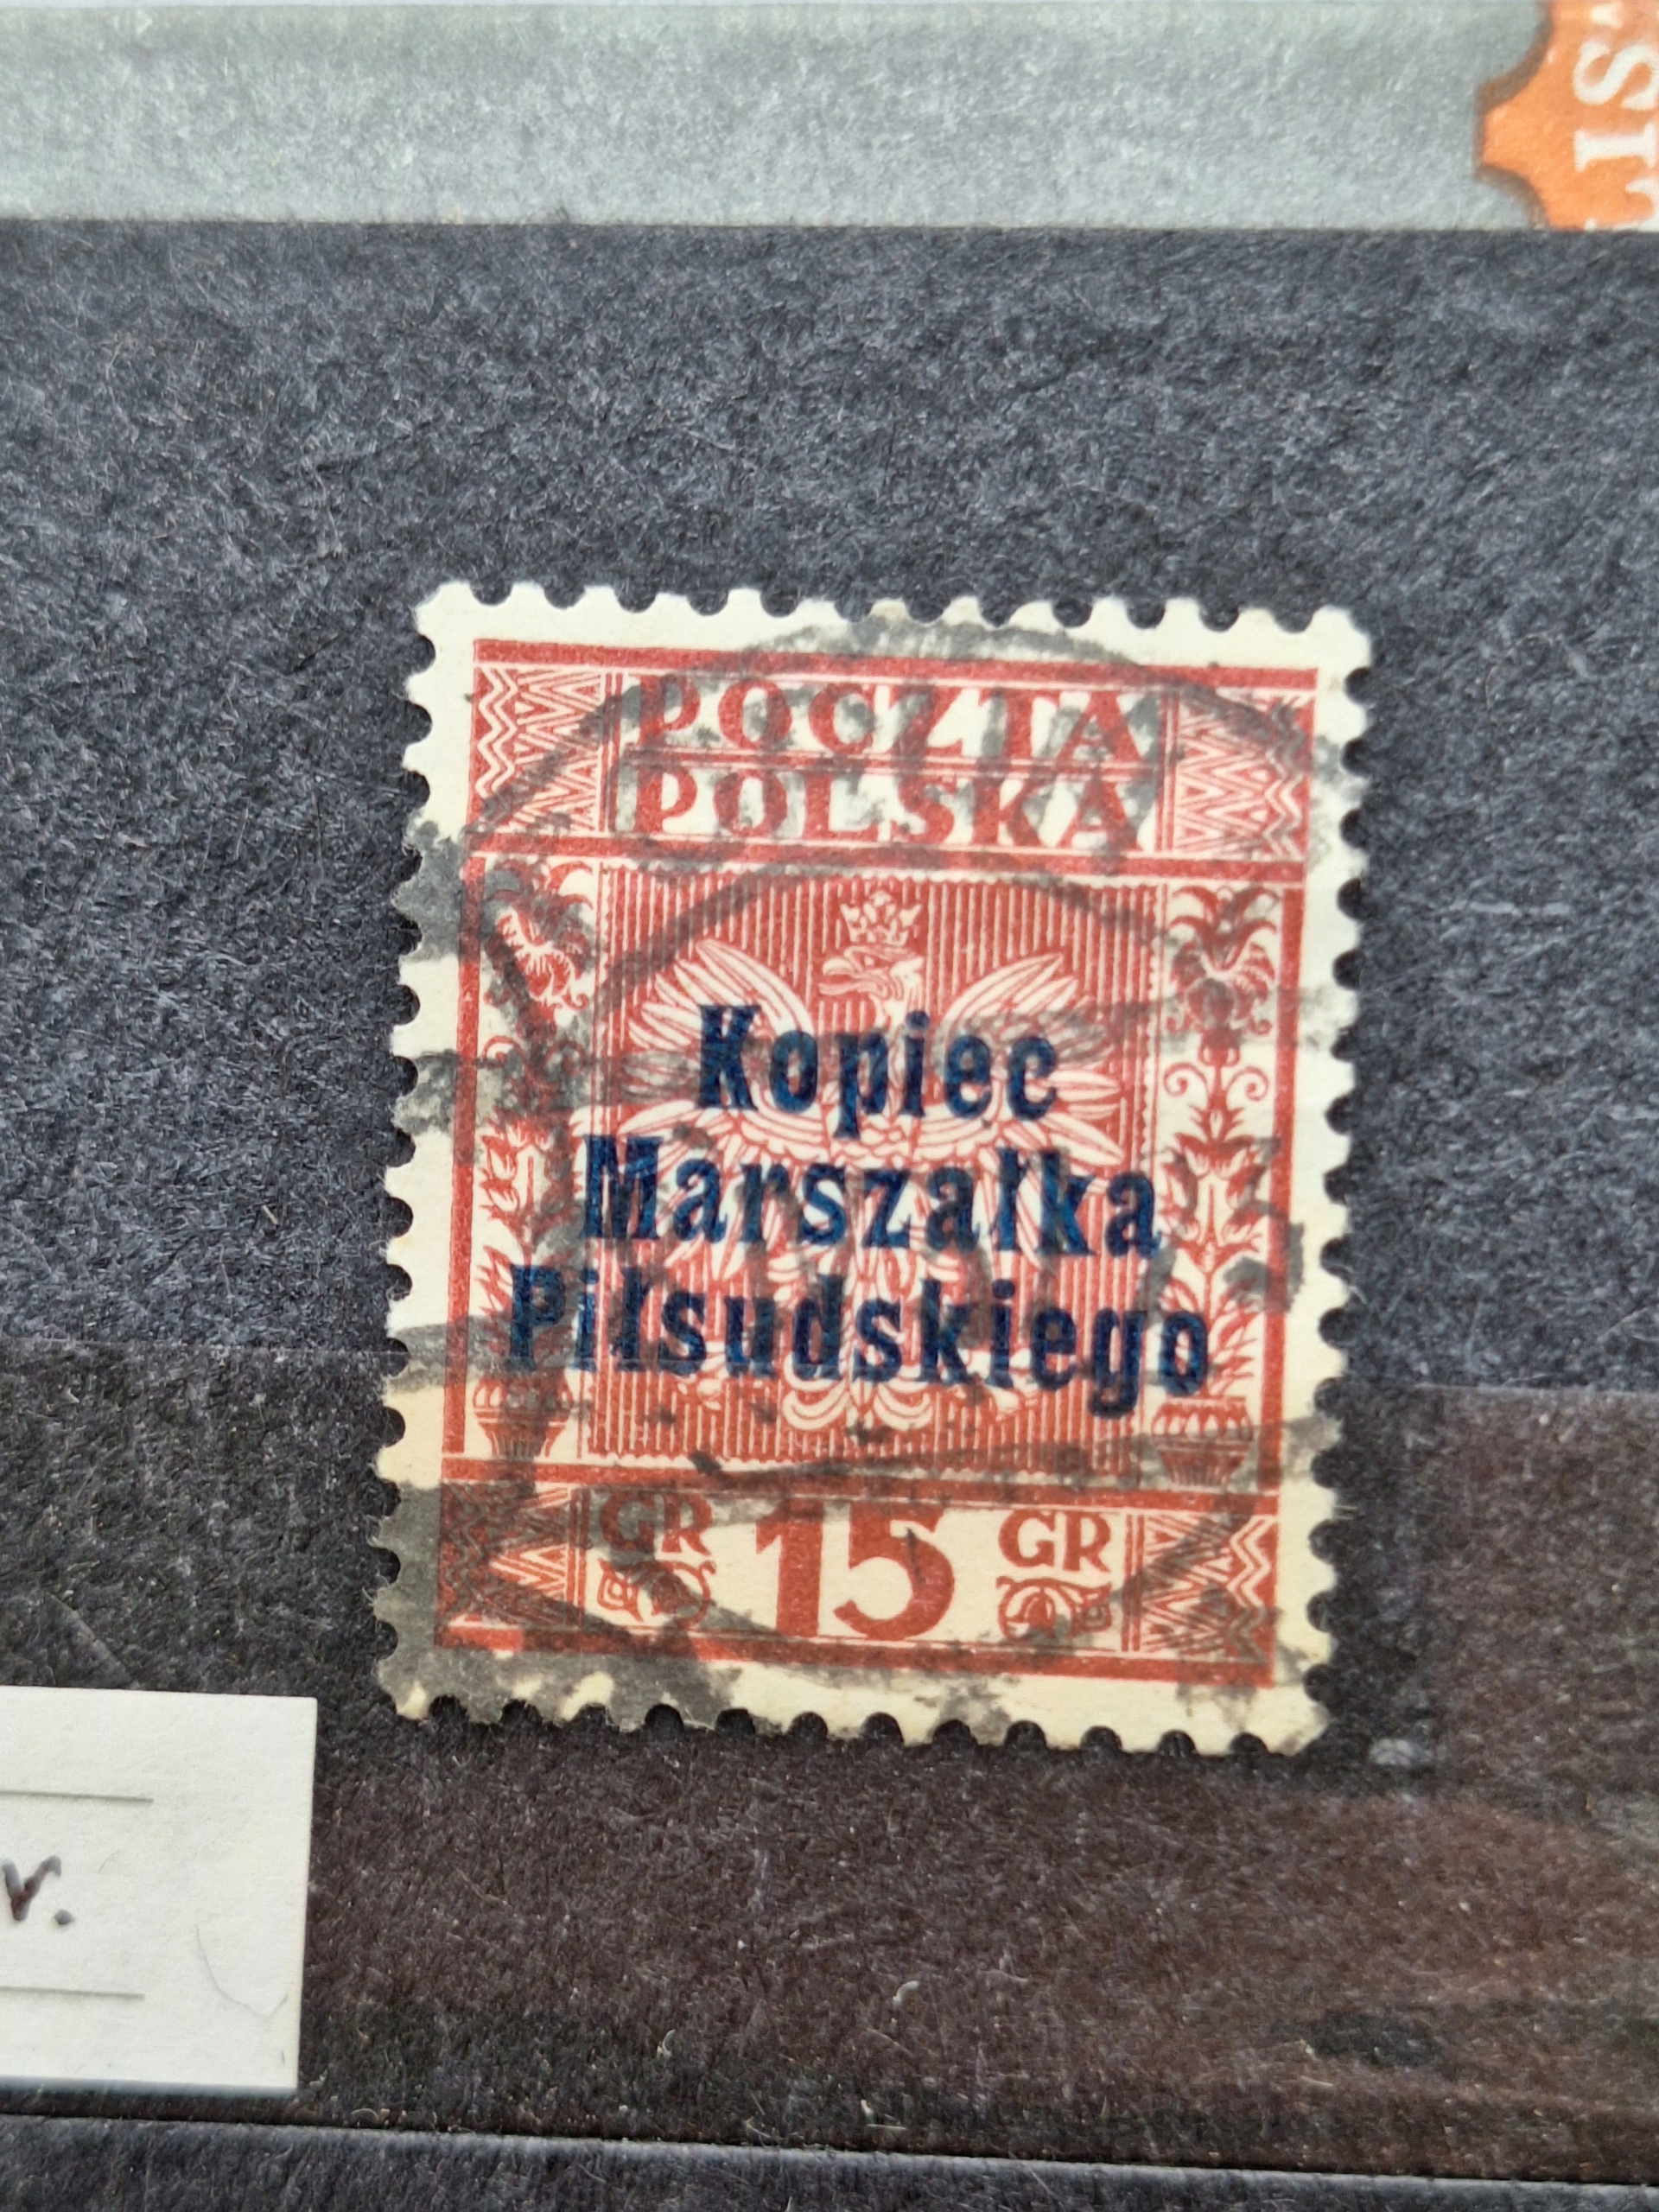 POCZTA
POLSKA
Kopiec
Marszałka
Piłsudskiego
GR 15 GR
v.